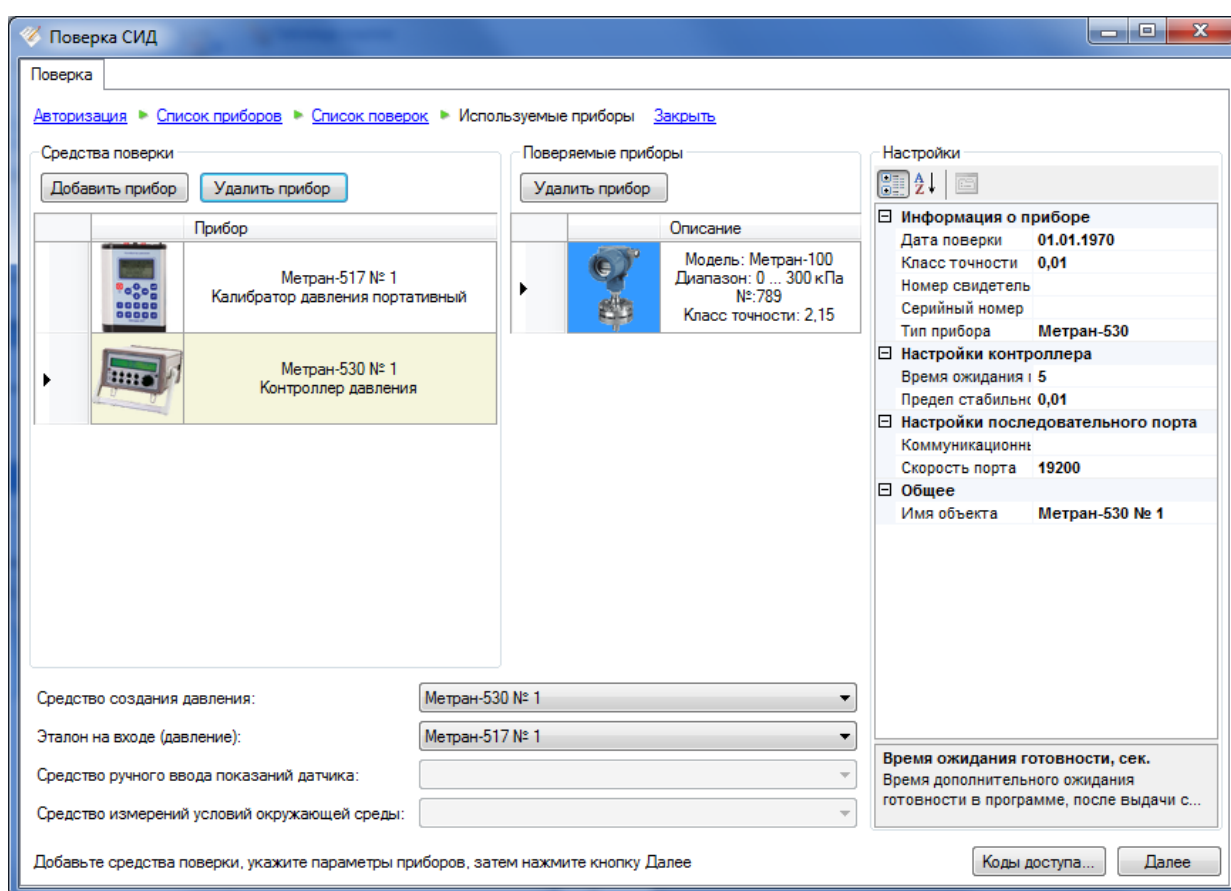 Поверка СИД
Поверка
Авторизация Список приборов Список поверок Используемые приборы Закрыть
Средства поверки
Добавить прибор Удалить прибор
Прибор
Метран-517 № 1
Калибратор давления портативный
Метран-530 № 1
Контроллер давления
Поверяемые приборы
Удалить прибор
Описание
Модель: Метран-100
Диапазон: 0 ... 300 кПа
№:789
Класс точности: 2,15
Настройки
Информация о приборе
Дата поверки 01.01.1970
Класс точности 0,01
Номер свидетель
Серийный номер
Тип прибора Метран-530
Настройки контроллера
Время ожидания 5
Предел стабильнс 0,01
Настройки последовательного порта
Коммуникационнь
Скорость порта 19200
Общее
Имя объекта Метран-530 № 1
Время ожидания готовности, сек.
Время дополнительного ожидания
готовности в программе, после выдачи с...
Средство создания давления: Метран-530 № 1
Эталон на входе (давление): Метран-517 № 1
Средство ручного ввода показаний датчика:
Средство измерений условий окружающей среды:
Добавьте средства поверки, укажите параметры приборов, затем нажмите кнопку Далее
Коды доступа... Далее